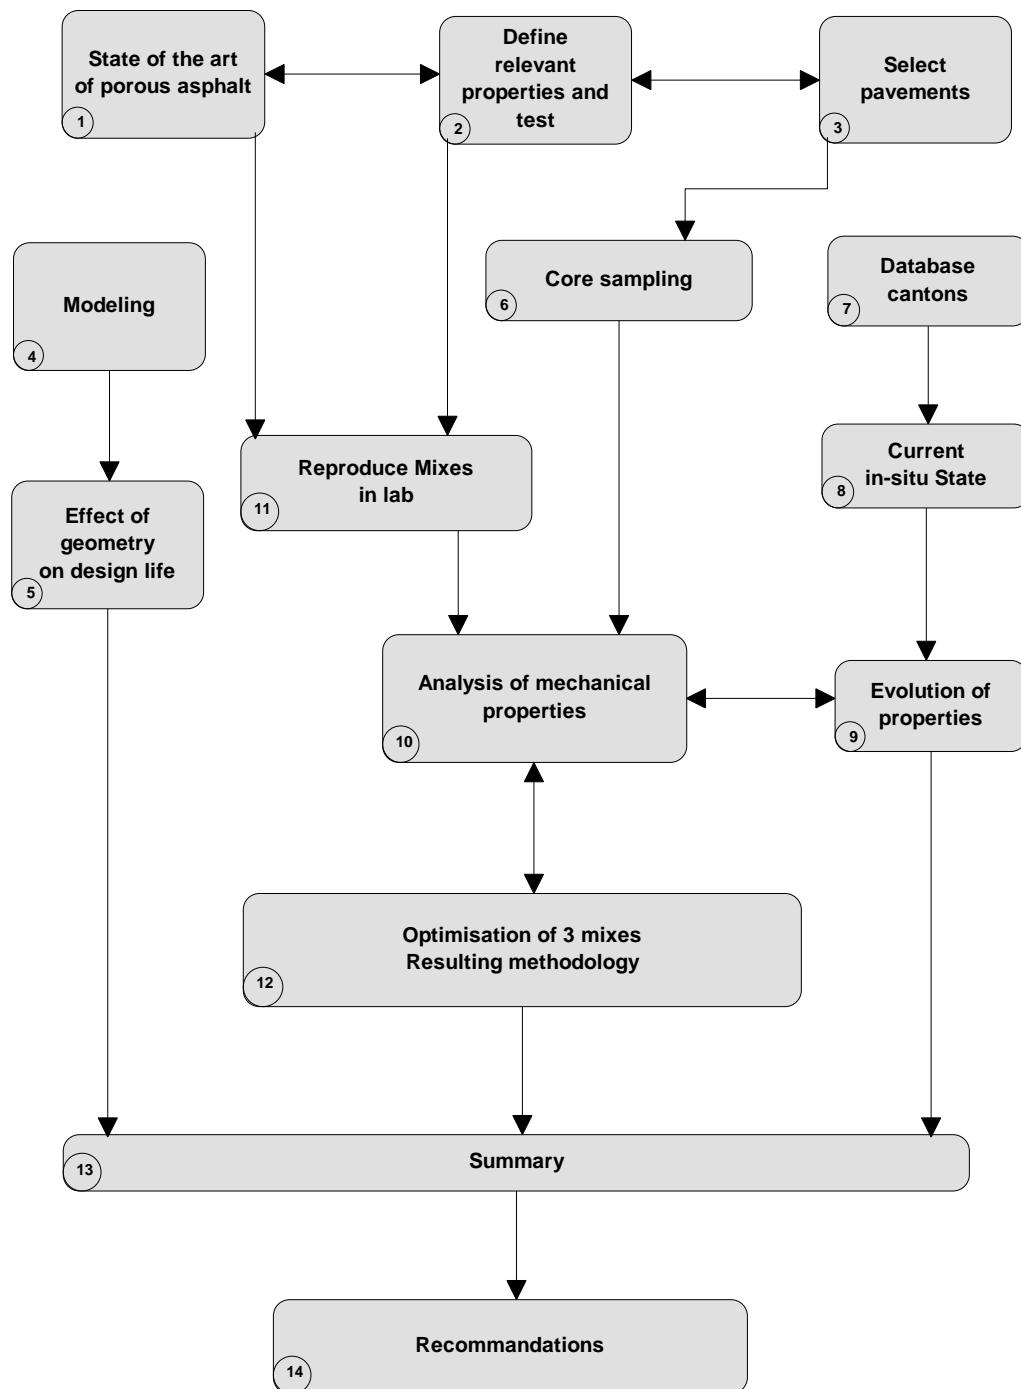 State of the art
of porous asphalt
1
Define
relevant
properties and
test
2
Select
pavements
3
Modeling
4
Core sampling
6
Database
cantons
7
Reproduce Mixes
in lab
11
Current
in-situ State
8
Effect of
geometry
on design life
5
Analysis of mechanical
properties
10
Evolution of
properties
9
Optimisation of 3 mixes
Resulting methodology
12
Summary
13
Recommandations
14